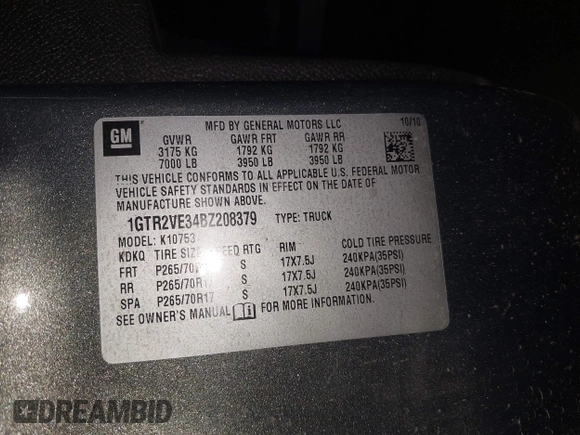 GM
MFD BY GENERAL MOTORS LLC 10/10
GVWR GAWR FRT GAWR RR
3175 KG 1792 KG 1792 KG
7000 LB 3950 LB 3950 LB
THIS VEHICLE CONFORMS TO ALL APPLICABLE U.S. FEDERAL MOTOR
VEHICLE SAFETY STANDARDS IN EFFECT ON THE DATE OF
MANUFACTURE SHOWN ABOVE.
1GTR2VE34BZ208379 TYPE: TRUCK
MODEL: K10753
KDKQ TIRE SIZE RTG RIM COLD TIRE PRESSURE
FRT S 17X7.5J 240KPA(35PSI)
RR P265/70R17 S 17X7.5J 240KPA(35PSI)
SPA P265/70R17 S 17X7.5J 240KPA(35PSI)
SEE OWNER'S MANUAL FOR MORE INFORMATION.
DREAMBID